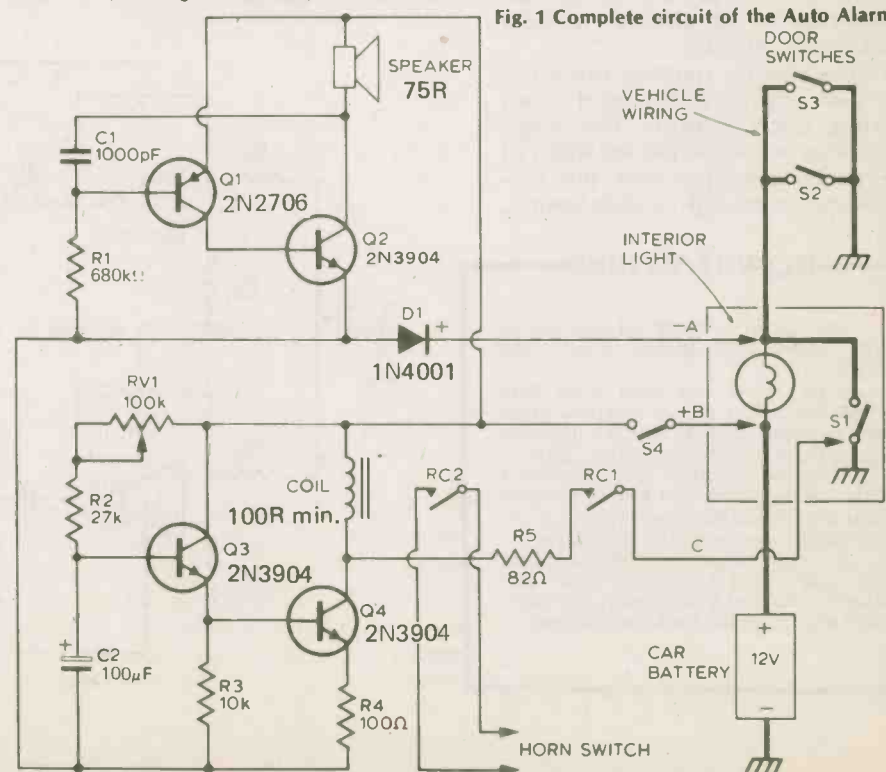 Fig. 1 Complete circuit of the Auto Alarm
DOOR
SWITCHES
S3
VEHICLE
WIRING
S2
SPEAKER
75R
C1
1000pF
Q1
2N2706
Q2
2N3904
R1
680kΩ
INTERIOR
LIGHT
D1
+
1N4001
-A
RV1
100k
+B
S4
S1
COIL
100R min.
RC2
RC1
R2
27k
R5
82Ω
C
Q3
2N3904
Q4
2N3904
+
C2
100µF
R3
10k
R4
100Ω
CAR
BATTERY
+
12V
−
HORN SWITCH